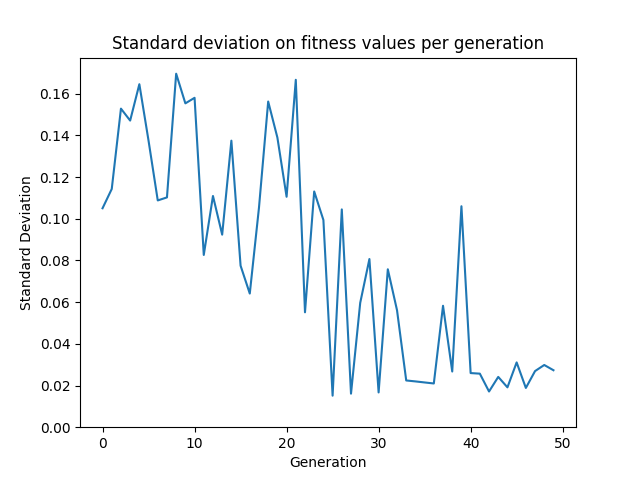 Standard deviation on fitness values per generation
0.16
0.14
0.12
0.10
0.08
0.06
0.04
0.02
0.00
Standard Deviation
0 10 20 30 40 50
Generation